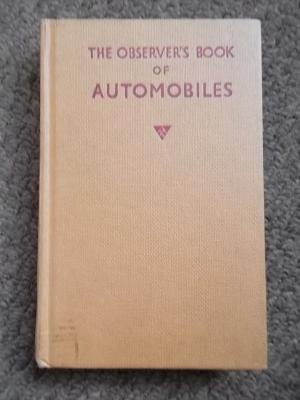 THE OBSERVER'S BOOK
OF
AUTOMOBILES